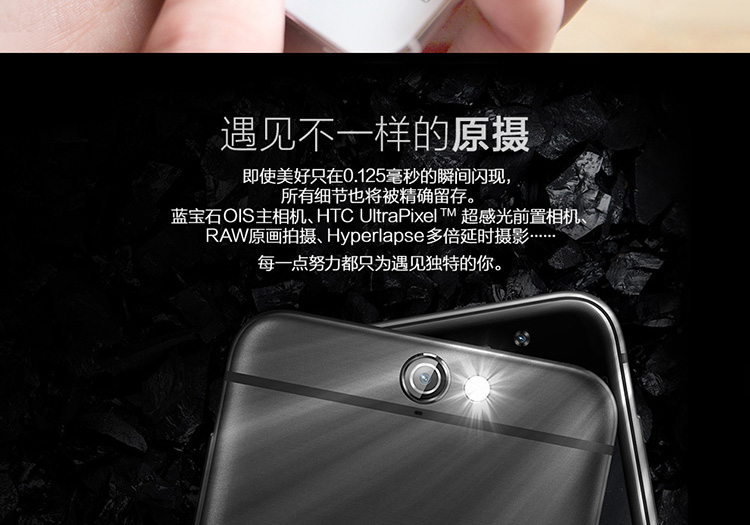 遇见不一样的原摄
即使美好只在0.125毫秒的瞬间闪现，
所有细节也将被精确留存。
蓝宝石OIS主相机、HTC UltraPixel™ 超感光前置相机、
RAW原画拍摄、Hyperlapse多倍延时摄影……
每一点努力都只为遇见独特的你。